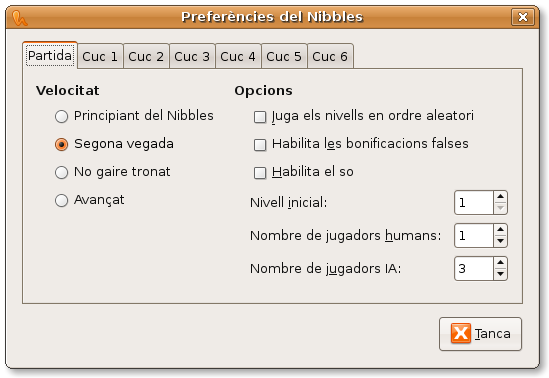 Preferències del Nibbles
Partida Cuc 1 Cuc 2 Cuc 3 Cuc 4 Cuc 5 Cuc 6
Velocitat
Principiant del Nibbles
Segona vegada
No gaire tronat
Avançat
Opcions
Juga els nivells en ordre aleatori
Habilita les bonificacions falses
Habilita el so
Nivell inicial: 1
Nombre de jugadors humans: 1
Nombre de jugadors IA: 3
Tanca